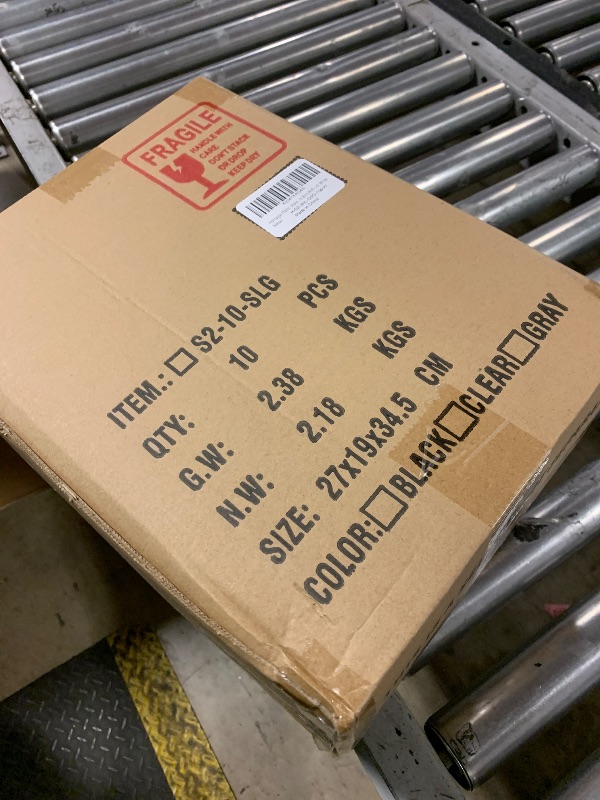 FRAGILE
HANDLE WITH
CARE
DON'T STACK
OR DROP
KEEP DRY
ITEM.: □ S2-10-SLG
QTY: 10 PCS
G.W: 2.38 KGS
N.W: 2.18 KGS
SIZE: 27x19x34.5 CM
COLOR: □BLACK□CLEAR□GRAY